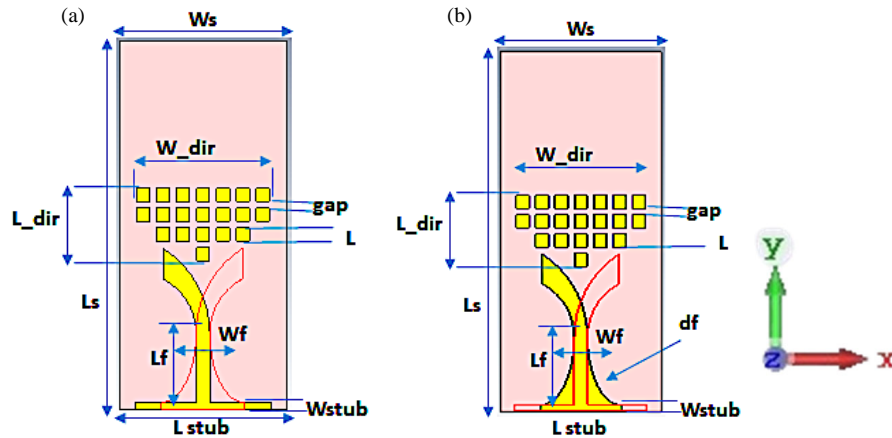 (a)
Ws
W_dir
L_dir
gap
L
Ls
Lf
Wf
Wstub
L stub
(b)
Ws
W_dir
L_dir
gap
L
Ls
Lf
Wf
df
Wstub
L stub
y
z
x